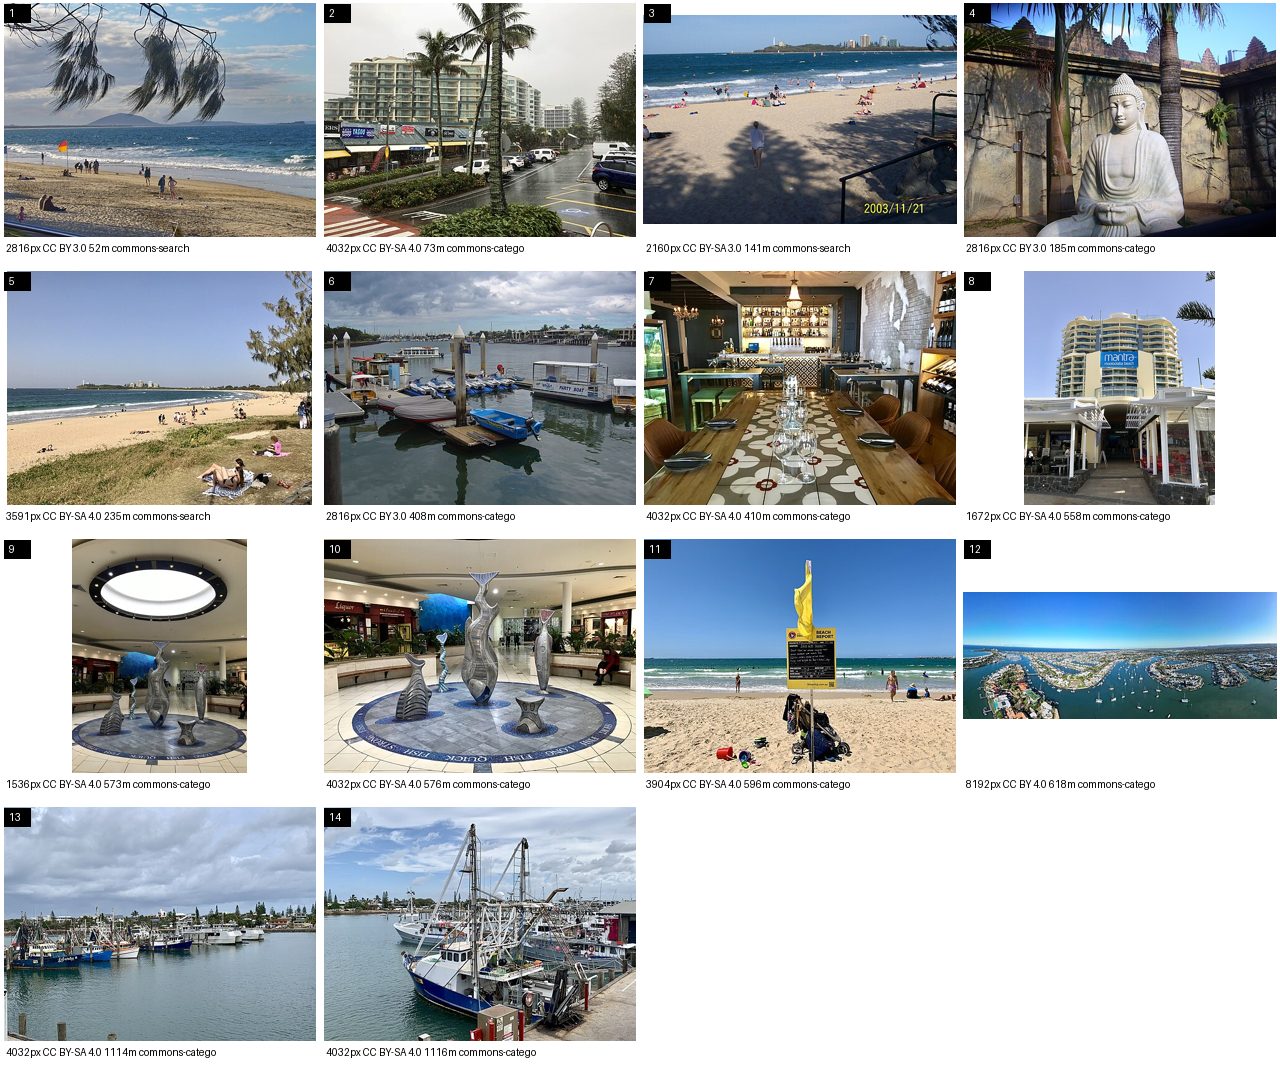 1
2
3
4
2003/11/21
2816px CC BY 3.0 52m commons-search
4032px CC BY-SA 4.0 73m commons-catego
2160px CC BY-SA 3.0 141m commons-search
2816px CC BY 3.0 185m commons-catego
5
6
7
8
PARTY BOAT
mantra
3591px CC BY-SA 4.0 235m commons-search
2816px CC BY 3.0 408m commons-catego
4032px CC BY-SA 4.0 410m commons-catego
1672px CC BY-SA 4.0 558m commons-catego
9
10
11
12
Liquor
BEACH
REPORT
QUICK
FISH
1536px CC BY-SA 4.0 573m commons-catego
4032px CC BY-SA 4.0 576m commons-catego
3904px CC BY-SA 4.0 596m commons-catego
8192px CC BY 4.0 618m commons-catego
13
14
4032px CC BY-SA 4.0 1114m commons-catego
4032px CC BY-SA 4.0 1116m commons-catego